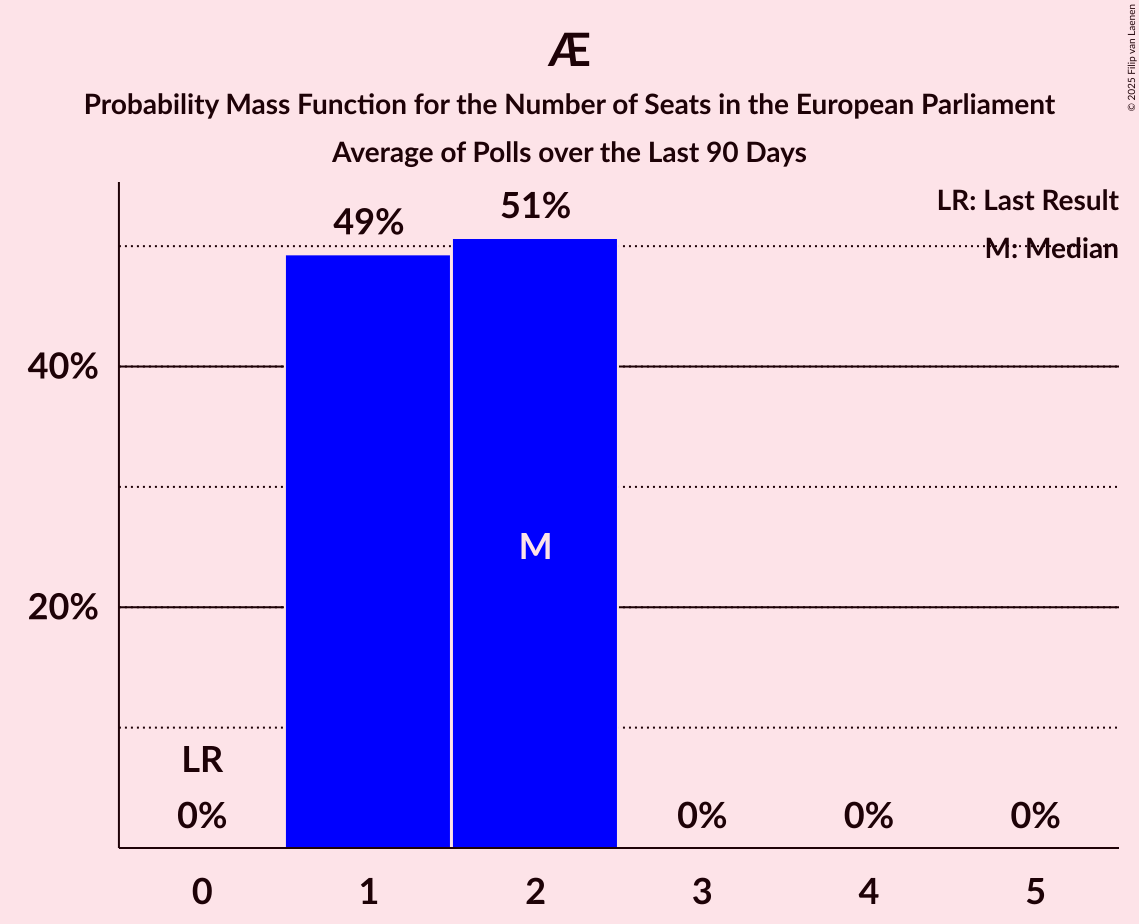 Æ
Probability Mass Function for the Number of Seats in the European Parliament
Average of Polls over the Last 90 Days
© 2025 Filip van Laenen
LR: Last Result
M: Median
49%
51%
40%
20%
M
LR
0%
0%
0%
0%
0
1
2
3
4
5